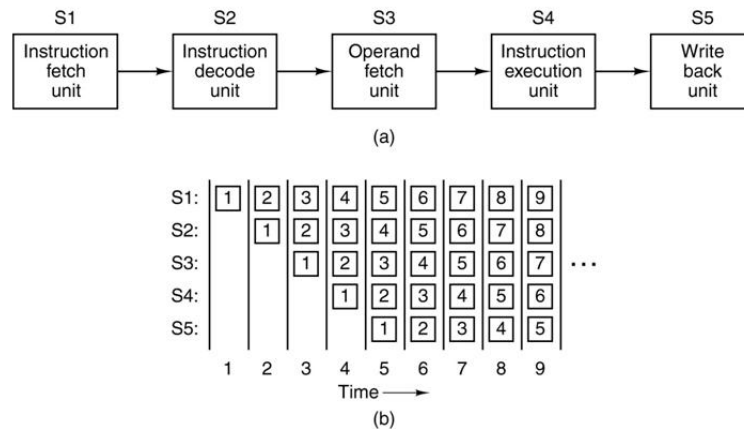 S1 S2 S3 S4 S5
Instruction fetch unit
Instruction decode unit
Operand fetch unit
Instruction execution unit
Write back unit
(a)
S1: 1 2 3 4 5 6 7 8 9
S2: 1 2 3 4 5 6 7 8
S3: 1 2 3 4 5 6 7 ...
S4: 1 2 3 4 5 6
S5: 1 2 3 4 5
1 2 3 4 5 6 7 8 9
Time
(b)